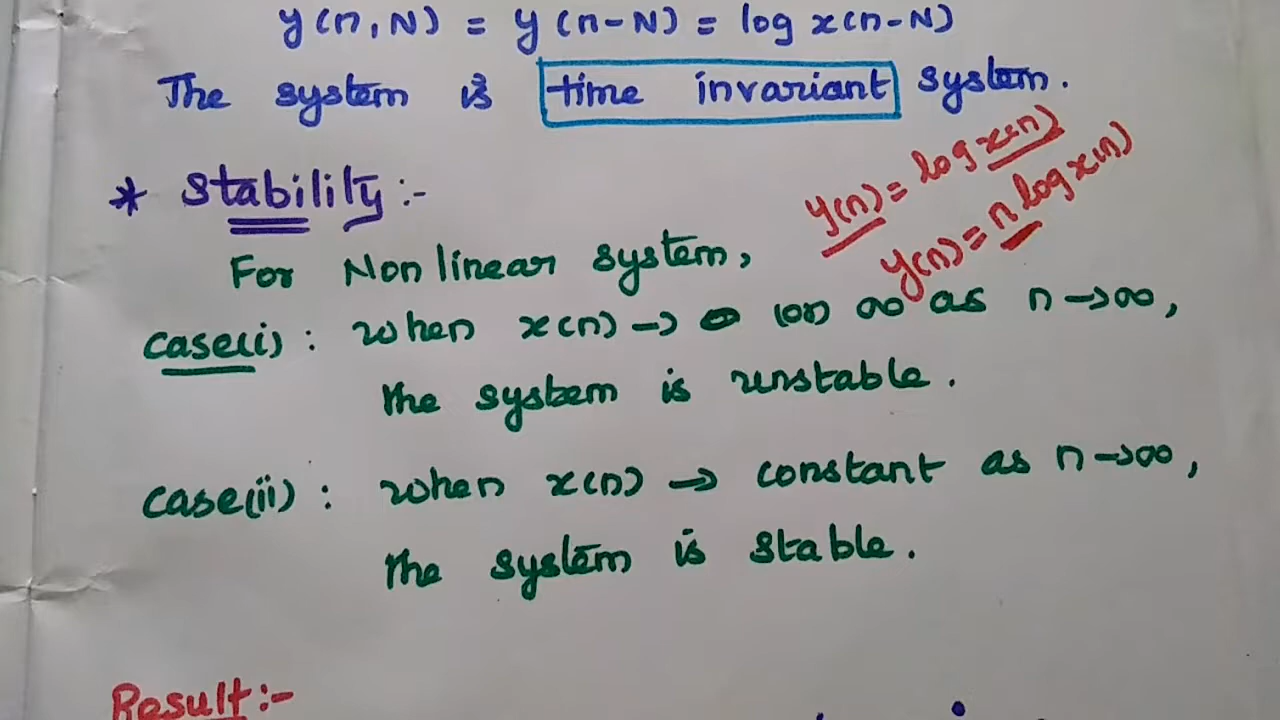 y(n,N) = y(n-N) = log x(n-N)
The system is time invariant system.
y(n) = log x(n)
y(n) = n log x(n)
* Stability :-
For Non linear system,
case(i) : when x(n) → 0 (or) ∞ as n→∞,
the system is unstable.
case(ii) : when x(n) → constant as n→∞,
the system is stable.
Result:-